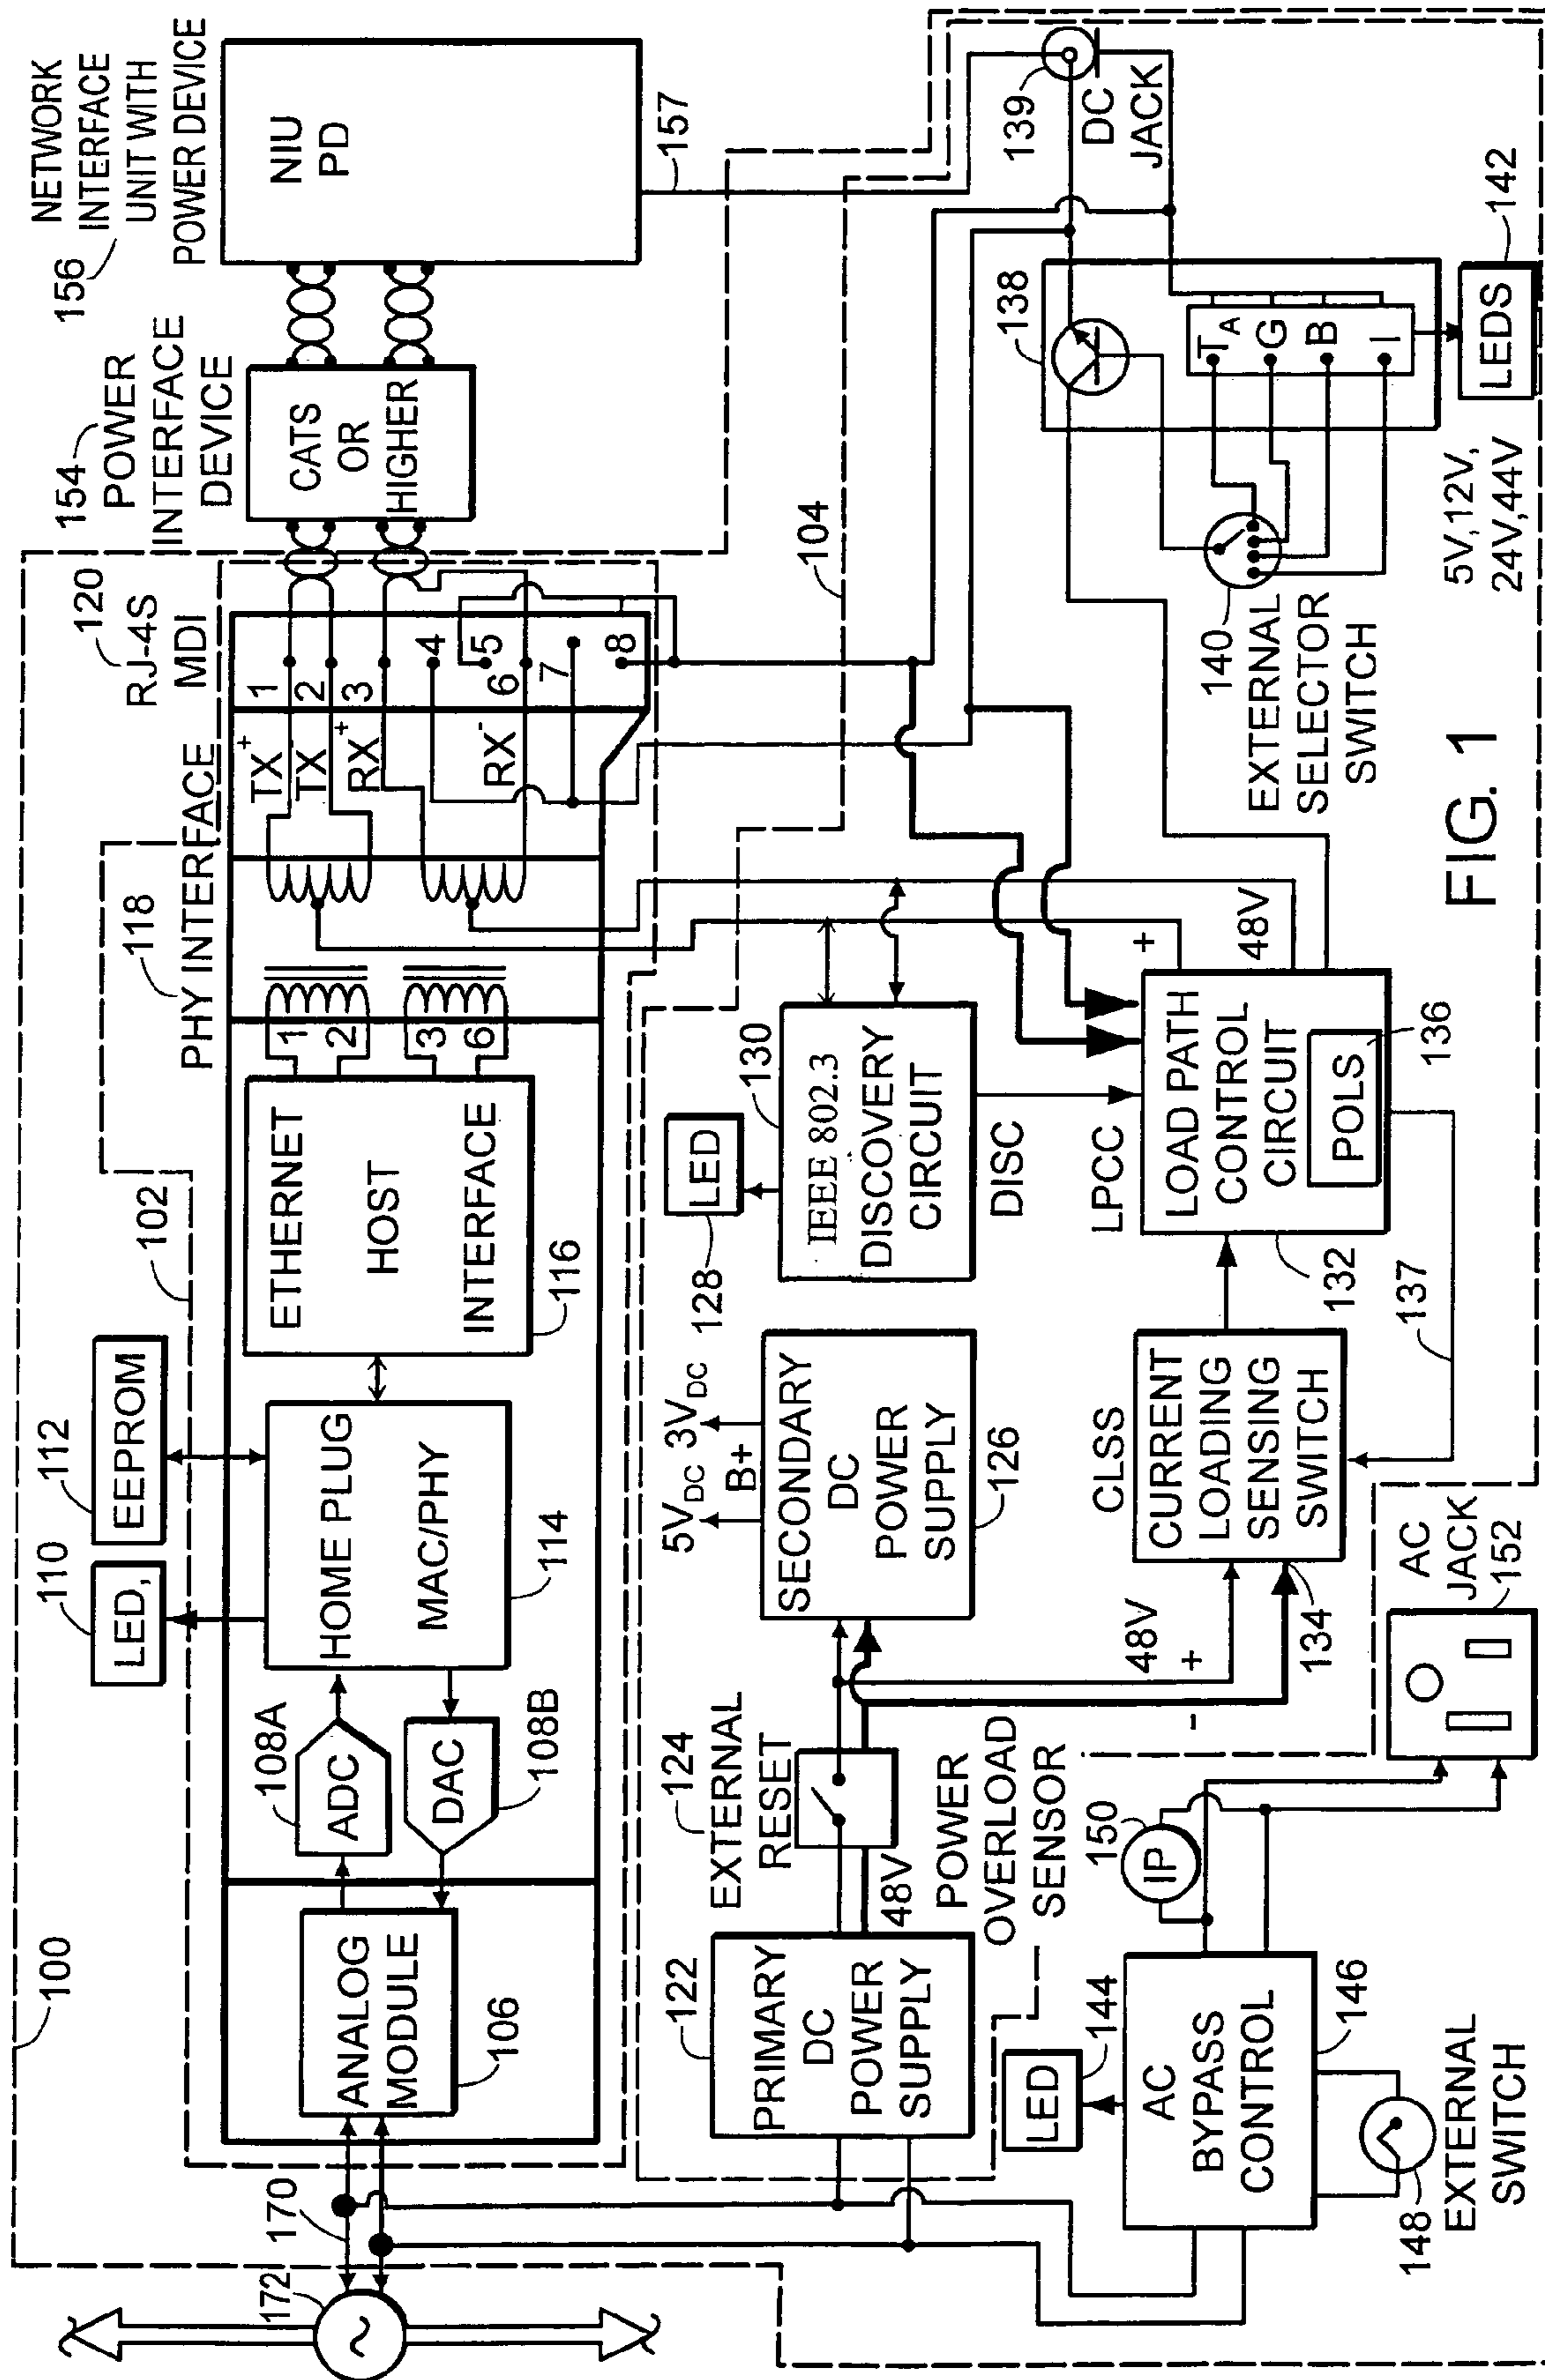 100
172
170
102
ANALOG
MODULE
106
ADC
108A
DAC
108B
LED,
110
EEPROM
112
HOME PLUG
MAC/PHY
114
ETHERNET
HOST
INTERFACE
116
1
2
3
6
118
PHY INTERFACE
TX+
TX-
RX+
RX-
120
RJ-4S
MDI
1
2
3
4
5
6
7
8
154
POWER
INTERFACE
DEVICE
CATS
OR
HIGHER
156
NETWORK
INTERFACE
UNIT WITH
POWER DEVICE
NIU
PD
157
104
122
PRIMARY
DC
POWER
SUPPLY
48V
124
EXTERNAL
RESET
5VDC
3VDC
B+
SECONDARY
DC
POWER
SUPPLY
126
LED
128
130
IEEE 802.3
DISCOVERY
CIRCUIT
DISC
POWER
OVERLOAD
SENSOR
48V
+
-
134
CLSS
CURRENT
LOADING
SENSING
SWITCH
137
LPCC
LOAD PATH
CONTROL
CIRCUIT
132
POLS
136
+
48V
139
DC
JACK
138
TA
G
B
I
LEDS
142
5V,12V,
24V,44V
140
EXTERNAL
SELECTOR
SWITCH
LED
144
AC
BYPASS
CONTROL
146
148
EXTERNAL
SWITCH
150
IP
AC
JACK
152
FIG. 1